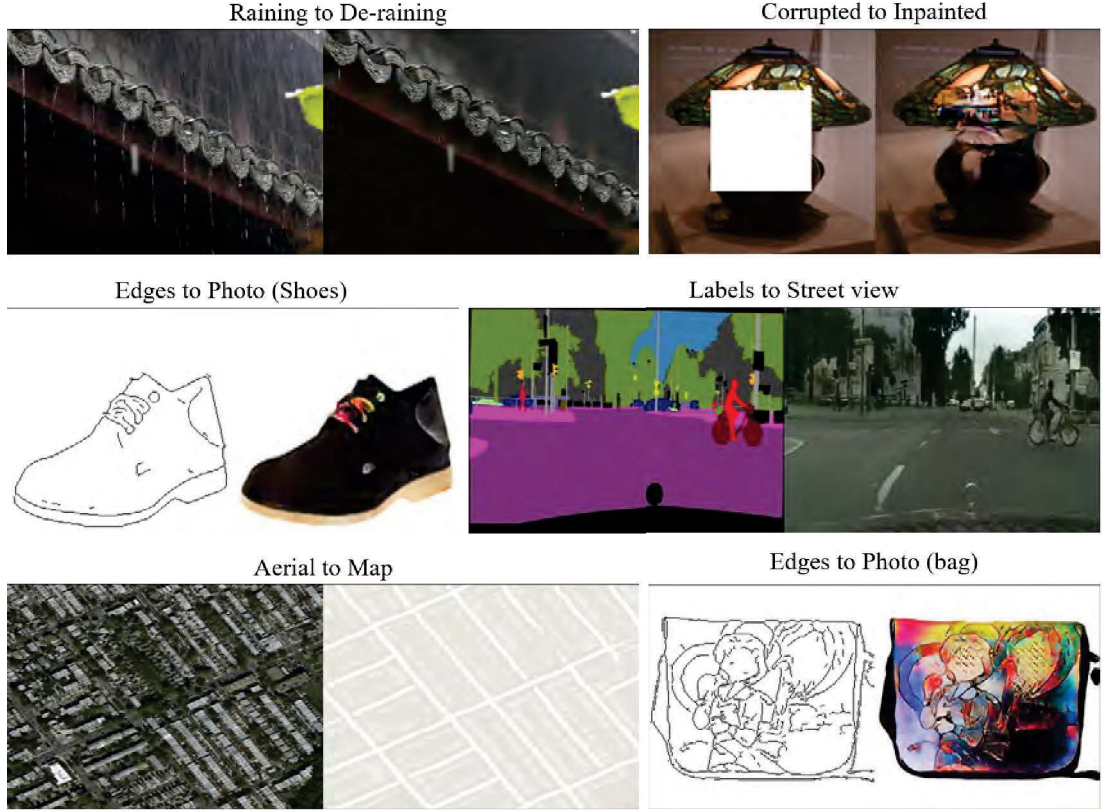 Raining to De-raining
Corrupted to Inpainted
Edges to Photo (Shoes)
Labels to Street view
Aerial to Map
Edges to Photo (bag)